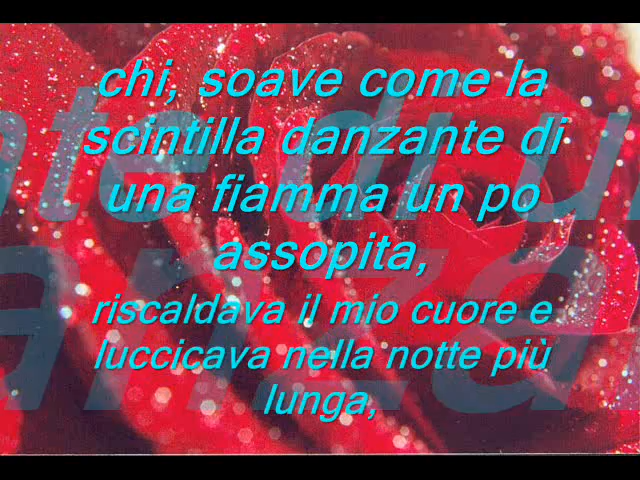 chi, soave come la
scintilla danzante di
una fiamma un po
assopita,
riscaldava il mio cuore e
luccicava nella notte più
lunga,